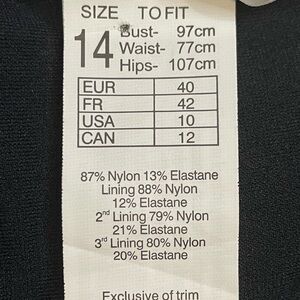 SIZE TO FIT
14 Bust- 97cm
Waist- 77cm
Hips- 107cm
EUR 40
FR 42
USA 10
CAN 12
87% Nylon 13% Elastane
Lining 88% Nylon
12% Elastane
2nd Lining 79% Nylon
21% Elastane
3rd Lining 80% Nylon
20% Elastane
Exclusive of trim